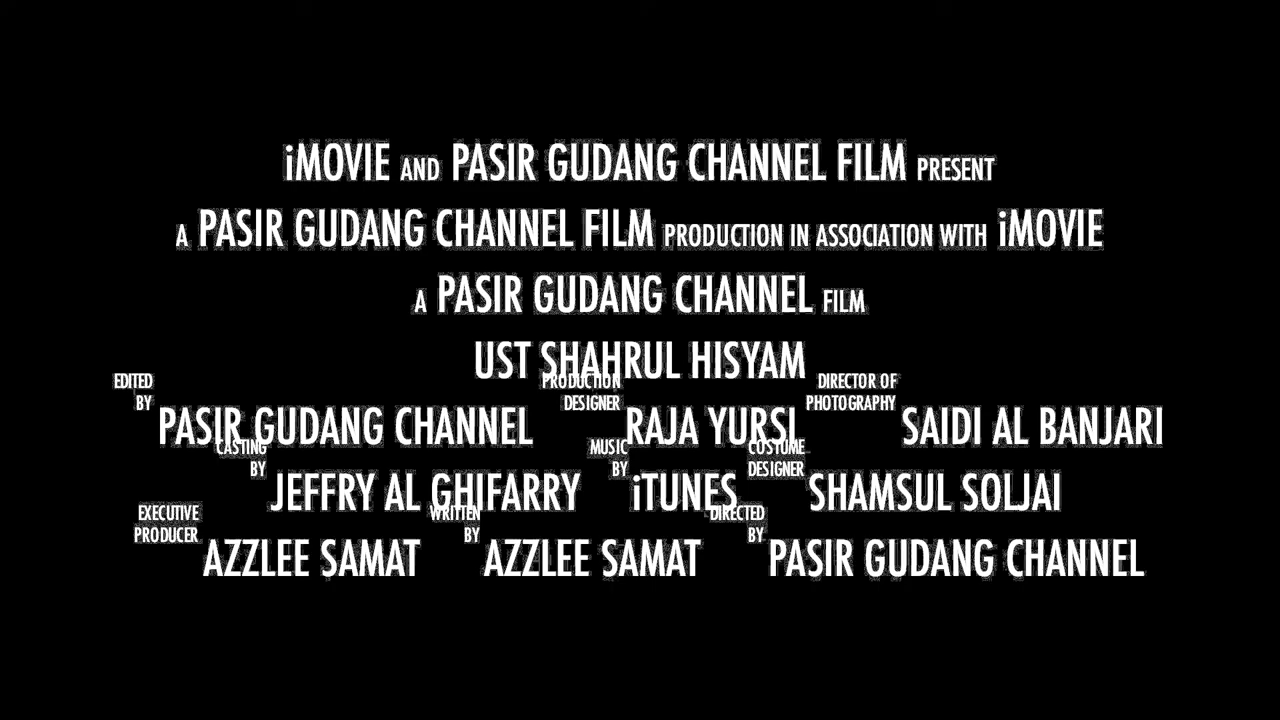 iMOVIE AND PASIR GUDANG CHANNEL FILM PRESENT
A PASIR GUDANG CHANNEL FILM PRODUCTION IN ASSOCIATION WITH iMOVIE
A PASIR GUDANG CHANNEL FILM
UST SHAHRUL HISYAM
EDITED BY PASIR GUDANG CHANNEL PRODUCTION DESIGNER RAJA YURSI DIRECTOR OF PHOTOGRAPHY SAIDI AL BANJARI
CASTING BY JEFFRY AL GHIFARRY MUSIC BY iTUNES COSTUME DESIGNER SHAMSUL SOLJAI
EXECUTIVE PRODUCER AZZLEE SAMAT WRITTEN BY AZZLEE SAMAT DIRECTED BY PASIR GUDANG CHANNEL